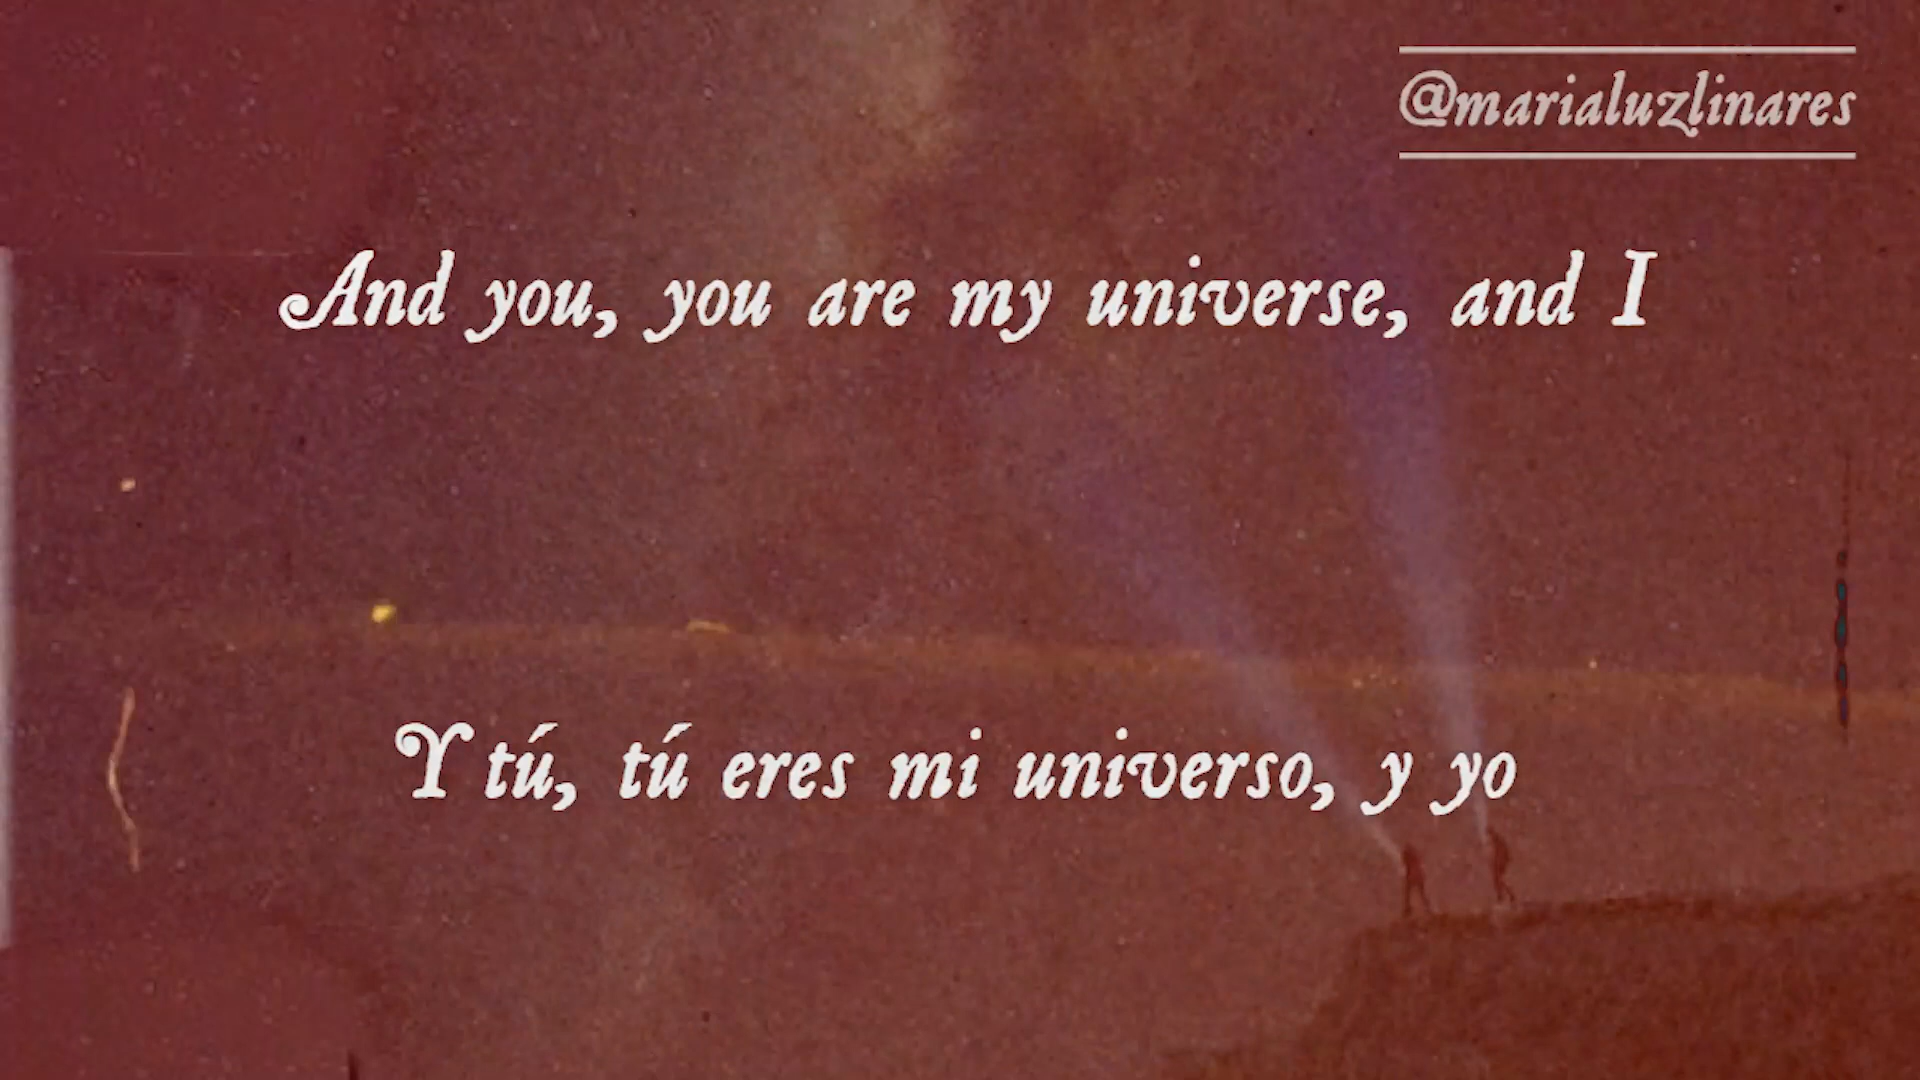 @marialuzlinares
And you, you are my universe, and I
Y tú, tú eres mi universo, y yo